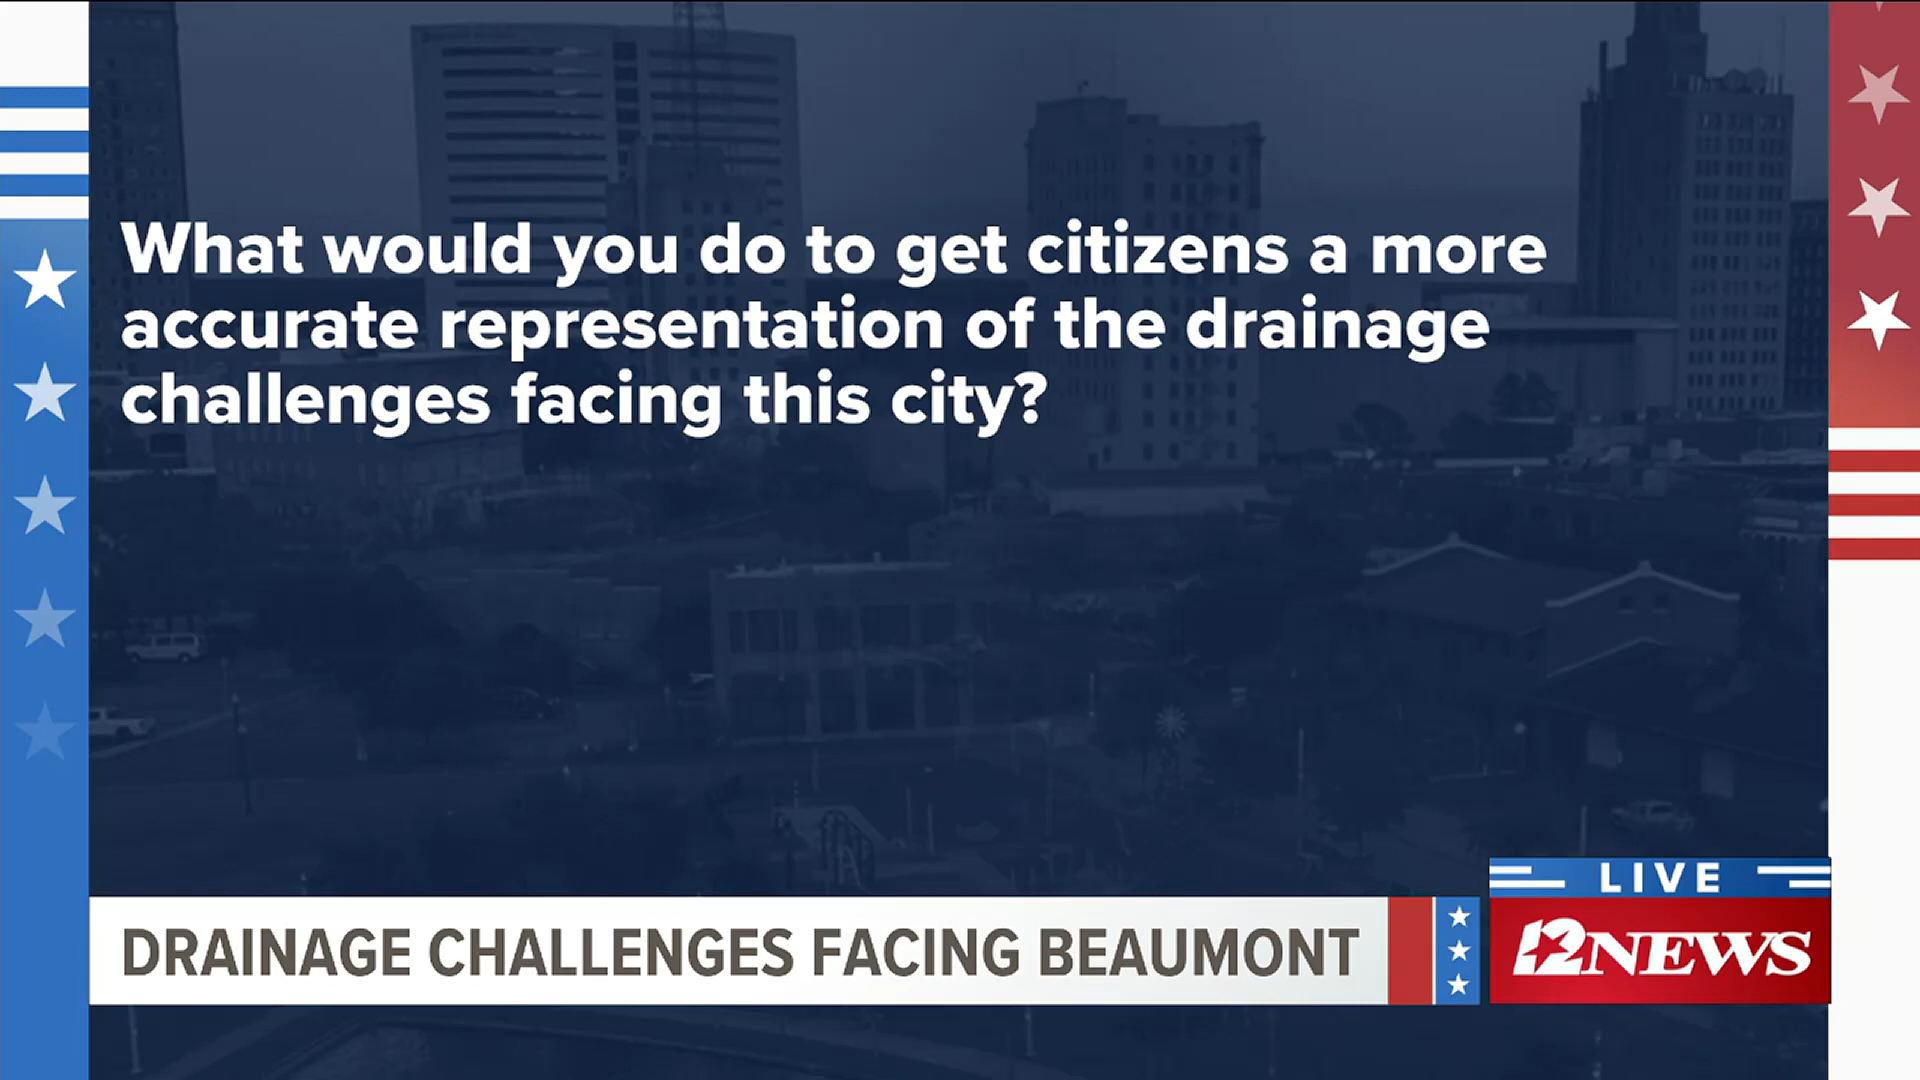 What would you do to get citizens a more
accurate representation of the drainage
challenges facing this city?
LIVE
DRAINAGE CHALLENGES FACING BEAUMONT
12NEWS